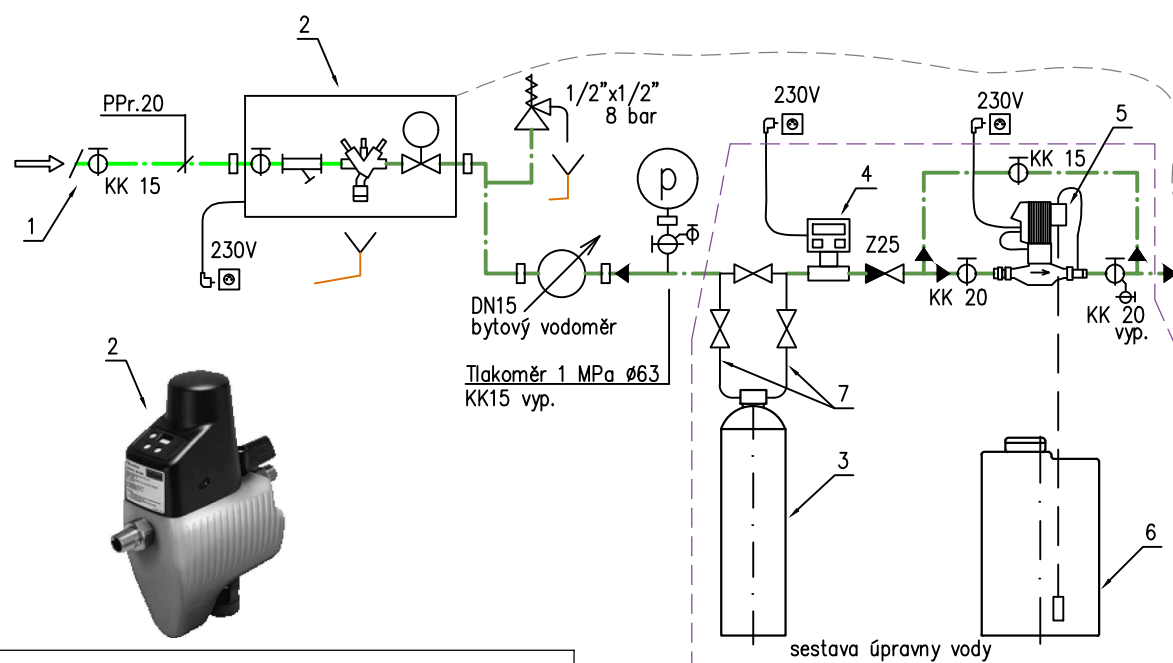 2
PPr.20
1/2"x1/2"
8 bar
230V
230V
5
KK 15
KK 15
p
4
1
230V
Z25
KK 20
KK 20
vyp.
DN15
bytový vodoměr
2
Tlakoměr 1 MPa ø63
KK15 vyp.
7
3
6
sestava úpravny vody